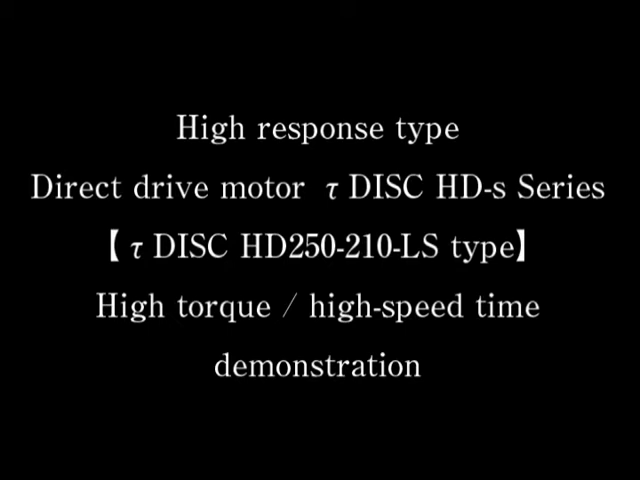 High response type
Direct drive motor τ DISC HD-s Series
【τ DISC HD250-210-LS type】
High torque / high-speed time
demonstration